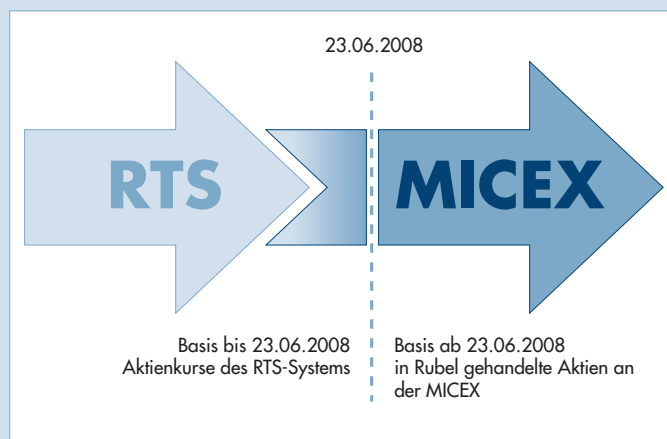 23.06.2008
RTS
MICEX
Basis bis 23.06.2008
Aktienkurse des RTS-Systems
Basis ab 23.06.2008
in Rubel gehandelte Aktien an
der MICEX